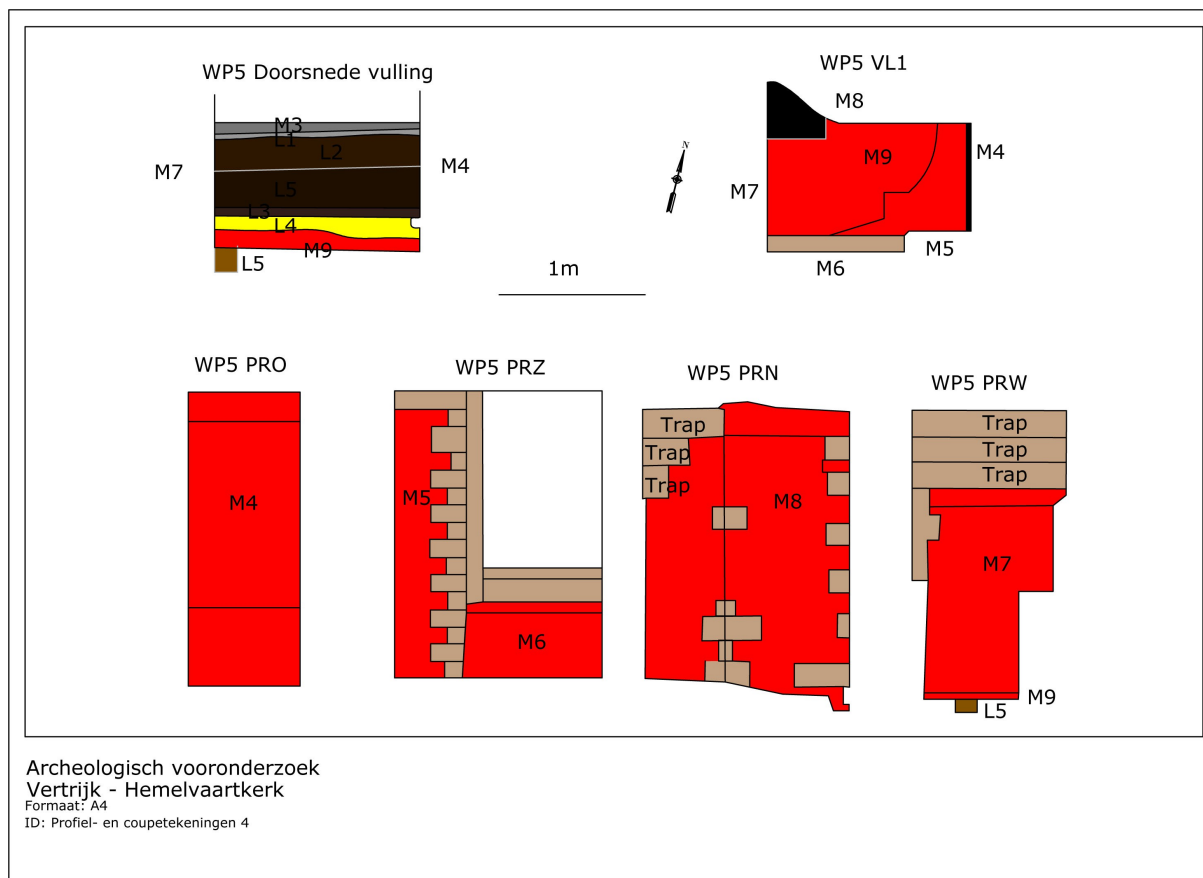 WP5 Doorsnede vulling
M3
L1
L2
M7
M4
L5
L3
L4
M9
L5
N
1m
WP5 VL1
M8
M4
M9
M7
M5
M6
WP5 PRO
M4
WP5 PRZ
M5
M6
WP5 PRN
Trap
Trap
Trap
M8
WP5 PRW
Trap
Trap
Trap
M7
M9
L5
Archeologisch vooronderzoek
Vertrijk - Hemelvaartkerk
Formaat: A4
ID: Profiel- en coupetekeningen 4